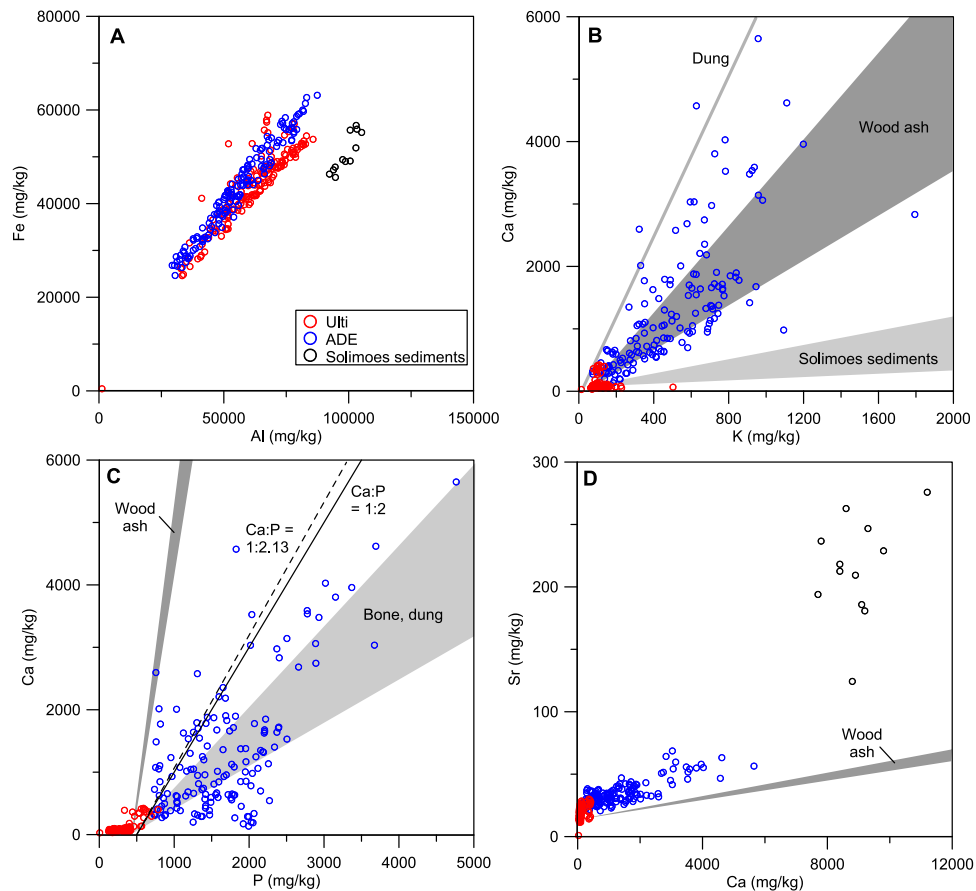 A
80000
60000
40000
20000
0
Fe (mg/kg)
Ulti
ADE
Solimoes sediments
0
50000
100000
150000
Al (mg/kg)
B
6000
4000
2000
0
Ca (mg/kg)
Dung
Wood ash
Solimoes sediments
0
400
800
1200
1600
2000
K (mg/kg)
C
6000
4000
2000
0
Ca (mg/kg)
Wood
ash
Ca:P =
1:2.13
Ca:P
= 1:2
Bone, dung
0
1000
2000
3000
4000
5000
P (mg/kg)
D
300
200
100
0
Sr (mg/kg)
Wood
ash
0
4000
8000
12000
Ca (mg/kg)